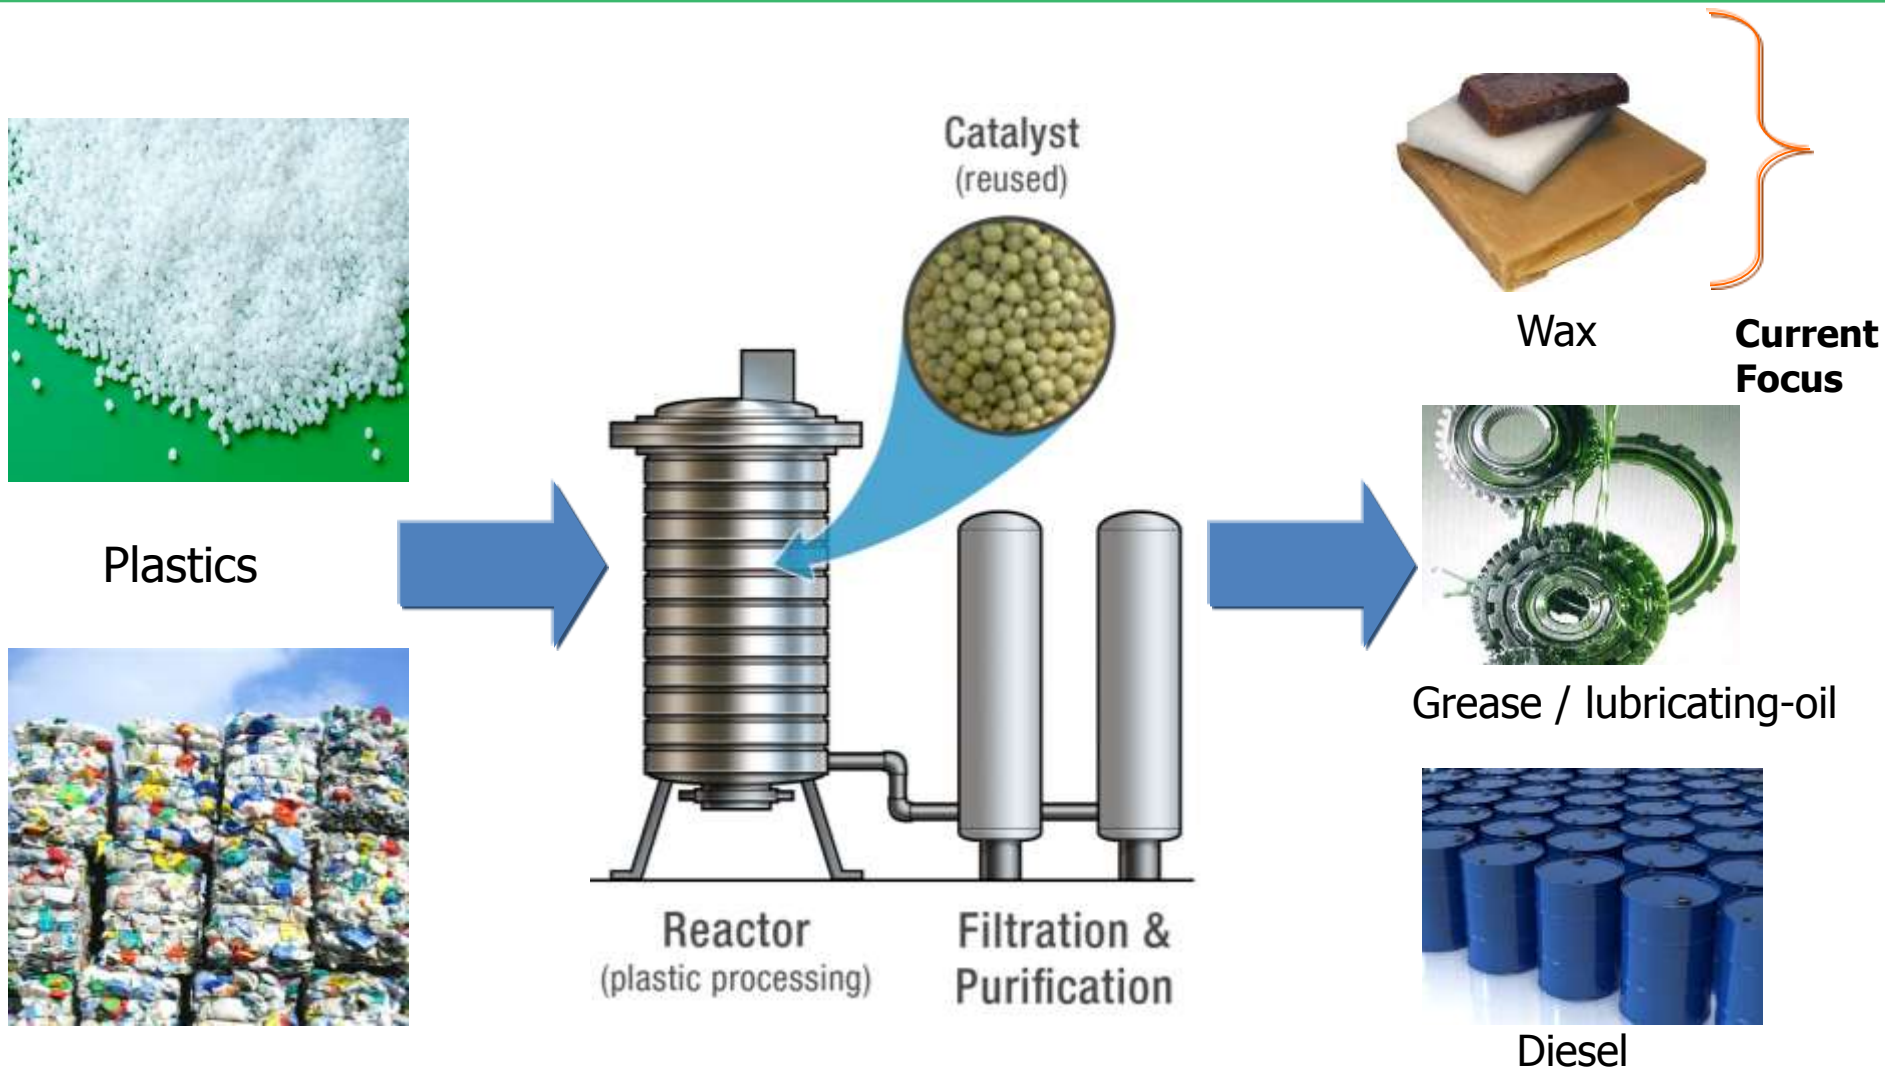 Plastics
Catalyst
(reused)
Reactor
(plastic processing)
Filtration &
Purification
Wax
Current
Focus
Grease / lubricating-oil
Diesel